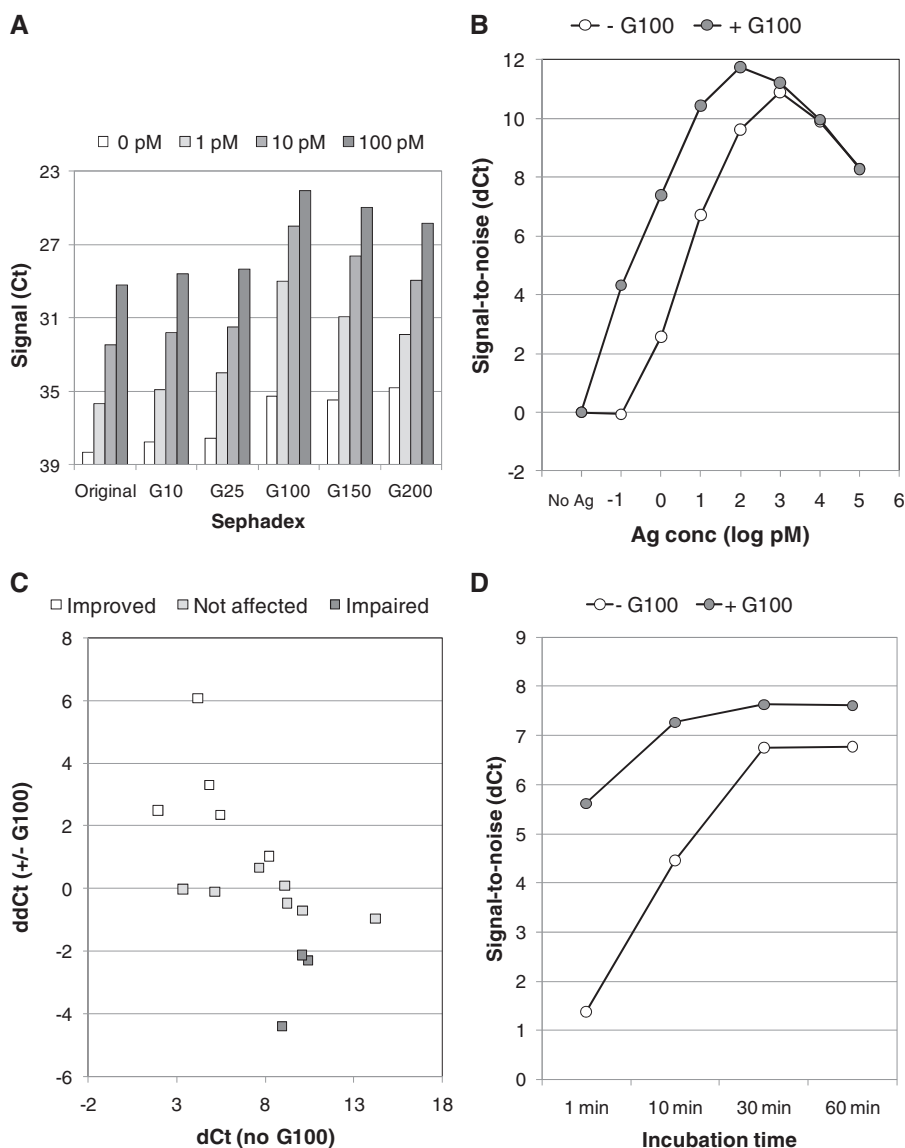 A
0 pM 1 pM 10 pM 100 pM
Signal (Ct)
23
27
31
35
39
Original G10 G25 G100 G150 G200
Sephadex
B
- G100 + G100
Signal-to-noise (dCt)
12
10
8
6
4
2
0
-2
No Ag -1 0 1 2 3 4 5 6
Ag conc (log pM)
C
Improved Not affected Impaired
ddCt (+/- G100)
8
6
4
2
0
-2
-4
-6
-2 3 8 13 18
dCt (no G100)
D
- G100 + G100
Signal-to-noise (dCt)
9
8
7
6
5
4
3
2
1
0
1 min 10 min 30 min 60 min
Incubation time